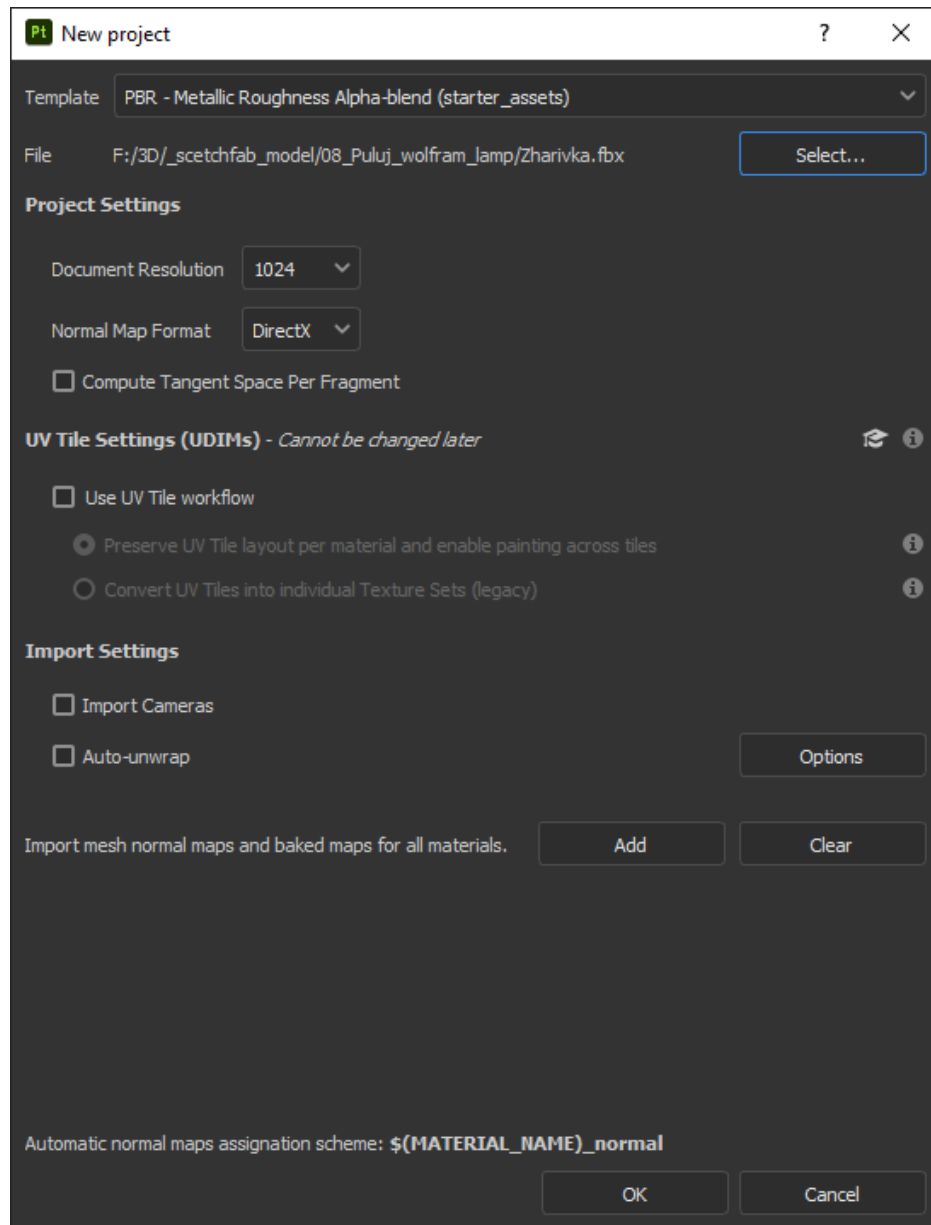 Pt New project ?
Template PBR - Metallic Roughness Alpha-blend (starter_assets)
File F:/3D/_scetchfab_model/08_Puluj_wolfram_lamp/Zharivka.fbx Select...
Project Settings
Document Resolution 1024
Normal Map Format DirectX
Compute Tangent Space Per Fragment
UV Tile Settings (UDIMs) - Cannot be changed later
Use UV Tile workflow
Preserve UV Tile layout per material and enable painting across tiles
Convert UV Tiles into individual Texture Sets (legacy)
Import Settings
Import Cameras
Auto-unwrap Options
Import mesh normal maps and baked maps for all materials. Add Clear
Automatic normal maps assignation scheme: $(MATERIAL_NAME)_normal
OK Cancel